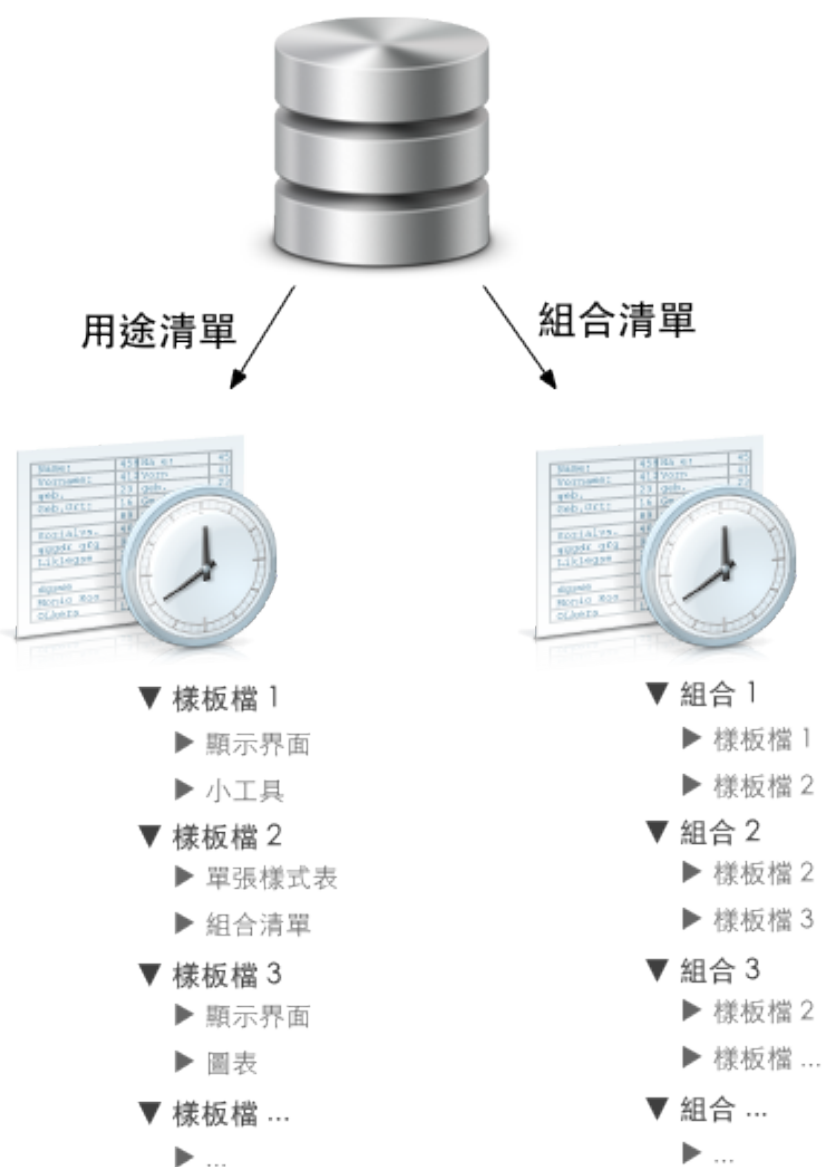 用途清單
組合清單
▼ 樣板檔 1
▶ 顯示界面
▶ 小工具
▼ 樣板檔 2
▶ 單張樣式表
▶ 組合清單
▼ 樣板檔 3
▶ 顯示界面
▶ 圖表
▼ 樣板檔 ...
▶ ...
▼ 組合 1
▶ 樣板檔 1
▶ 樣板檔 2
▼ 組合 2
▶ 樣板檔 2
▶ 樣板檔 3
▼ 組合 3
▶ 樣板檔 2
▶ 樣板檔 ...
▼ 組合 ...
▶ ...